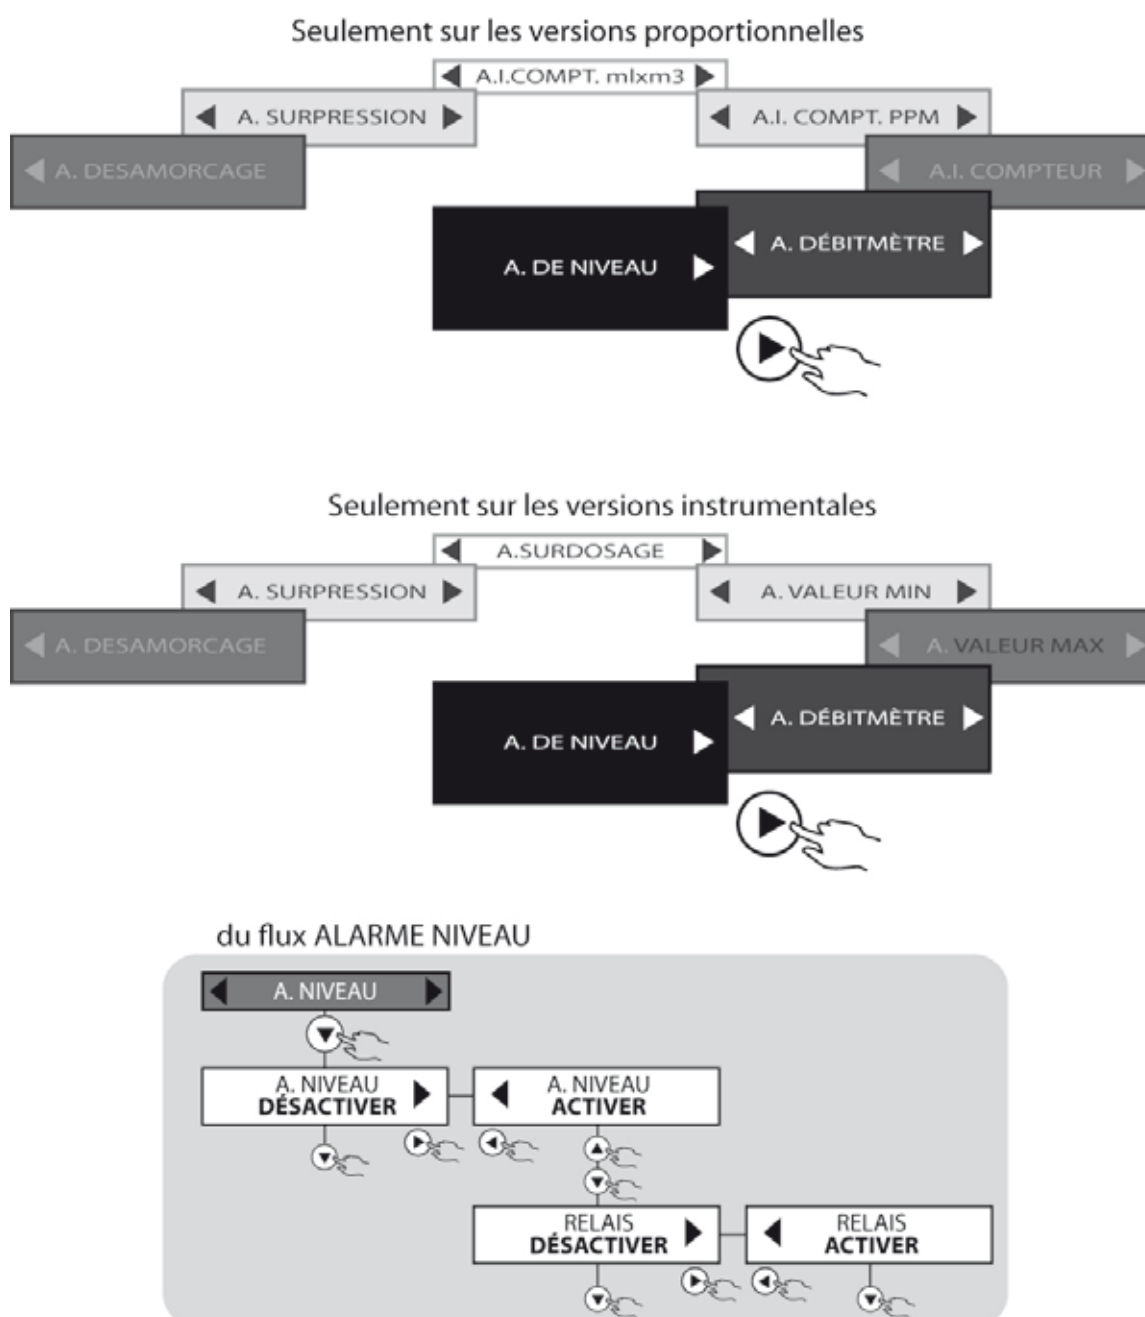 Seulement sur les versions proportionnelles
A.I.COMPT. mlxm3
A. SURPRESSION
A.I. COMPT. PPM
A. DESAMORCAGE
A.I. COMPTEUR
A. DÉBITMÈTRE
A. DE NIVEAU
Seulement sur les versions instrumentales
A.SURDOSAGE
A. SURPRESSION
A. VALEUR MIN
A. DESAMORCAGE
A. VALEUR MAX
A. DÉBITMÈTRE
A. DE NIVEAU
du flux ALARME NIVEAU
A. NIVEAU
A. NIVEAU
DÉSACTIVER
A. NIVEAU
ACTIVER
RELAIS
DÉSACTIVER
RELAIS
ACTIVER